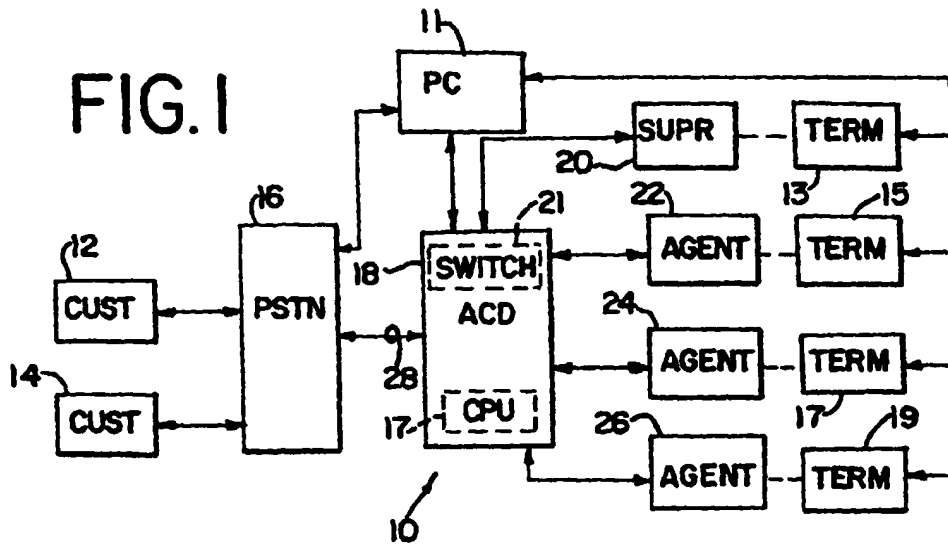 FIG. 1
11
PC
SUPR
20
TERM
13
16
PSTN
12
CUST
14
CUST
18
21
SWITCH
ACD
17
CPU
28
10
22
AGENT
15
TERM
24
AGENT
TERM
17
26
AGENT
19
TERM